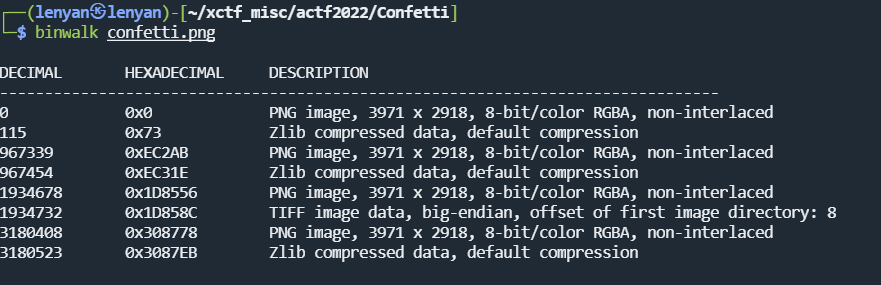 ┌──(lenyan㉿lenyan)-[~/xctf_misc/actf2022/Confetti]
└─$ binwalk confetti.png
DECIMAL       HEXADECIMAL     DESCRIPTION
--------------------------------------------------------------------------------
0             0x0             PNG image, 3971 x 2918, 8-bit/color RGBA, non-interlaced
115           0x73            Zlib compressed data, default compression
967339        0xEC2AB         PNG image, 3971 x 2918, 8-bit/color RGBA, non-interlaced
967454        0xEC31E         Zlib compressed data, default compression
1934678       0x1D8556        PNG image, 3971 x 2918, 8-bit/color RGBA, non-interlaced
1934732       0x1D858C        TIFF image data, big-endian, offset of first image directory: 8
3180408       0x308778        PNG image, 3971 x 2918, 8-bit/color RGBA, non-interlaced
3180523       0x3087EB        Zlib compressed data, default compression